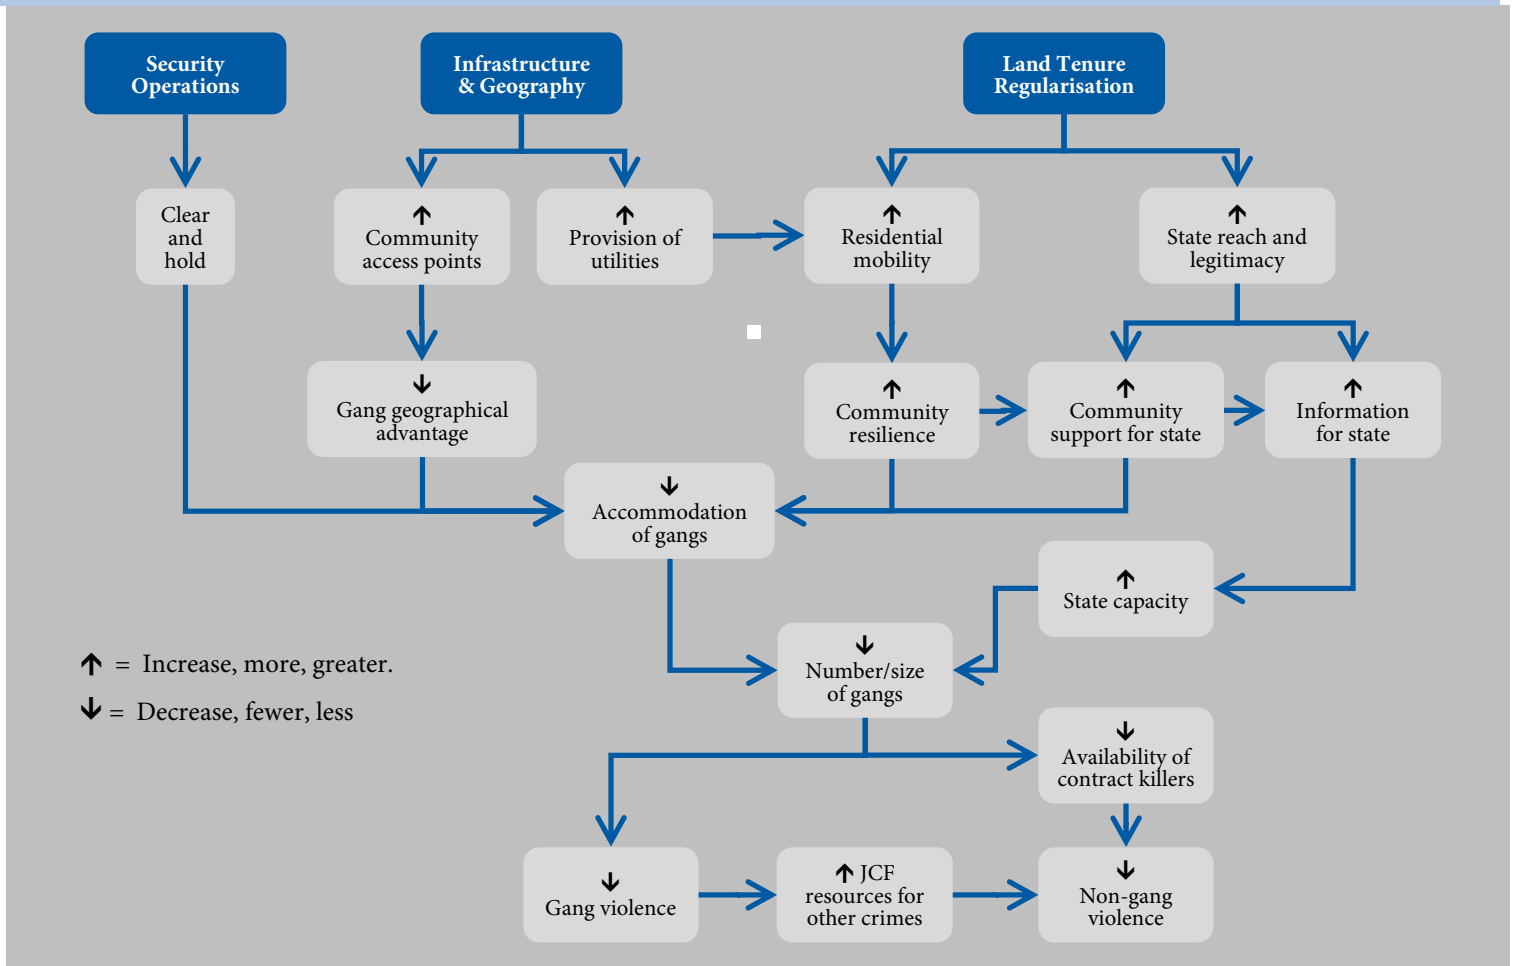 Security
Operations
Infrastructure
& Geography
Land Tenure
Regularisation
Clear
and
hold
↑
Community
access points
↑
Provision of
utilities
↑
Residential
mobility
↑
State reach and
legitimacy
↓
Gang geographical
advantage
↑
Community
resilience
↑
Community
support for state
↑
Information
for state
↓
Accommodation
of gangs
↑
State capacity
↓
Number/size
of gangs
↑ = Increase, more, greater.
↓ = Decrease, fewer, less
↓
Availability of
contract killers
↓
Gang violence
↑ JCF
resources for
other crimes
↓
Non-gang
violence